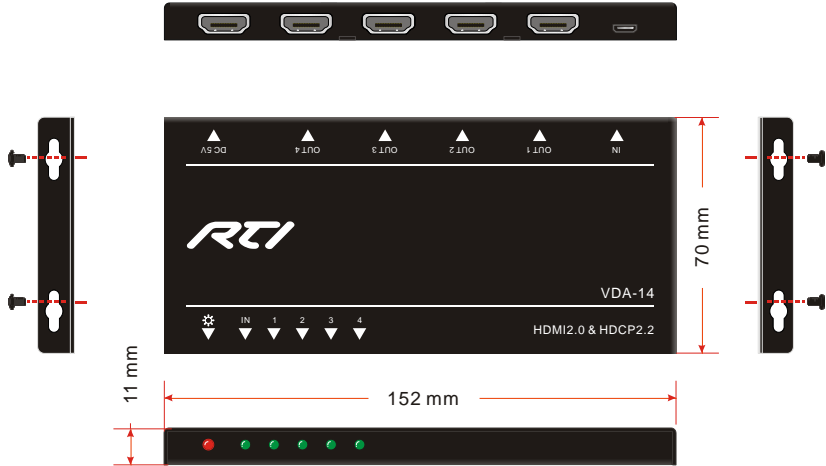 DC 5V OUT 4 OUT 3 OUT 2 OUT 1 IN
RTI
VDA-14
IN 1 2 3 4
HDMI2.0 & HDCP2.2
70 mm
11 mm
152 mm